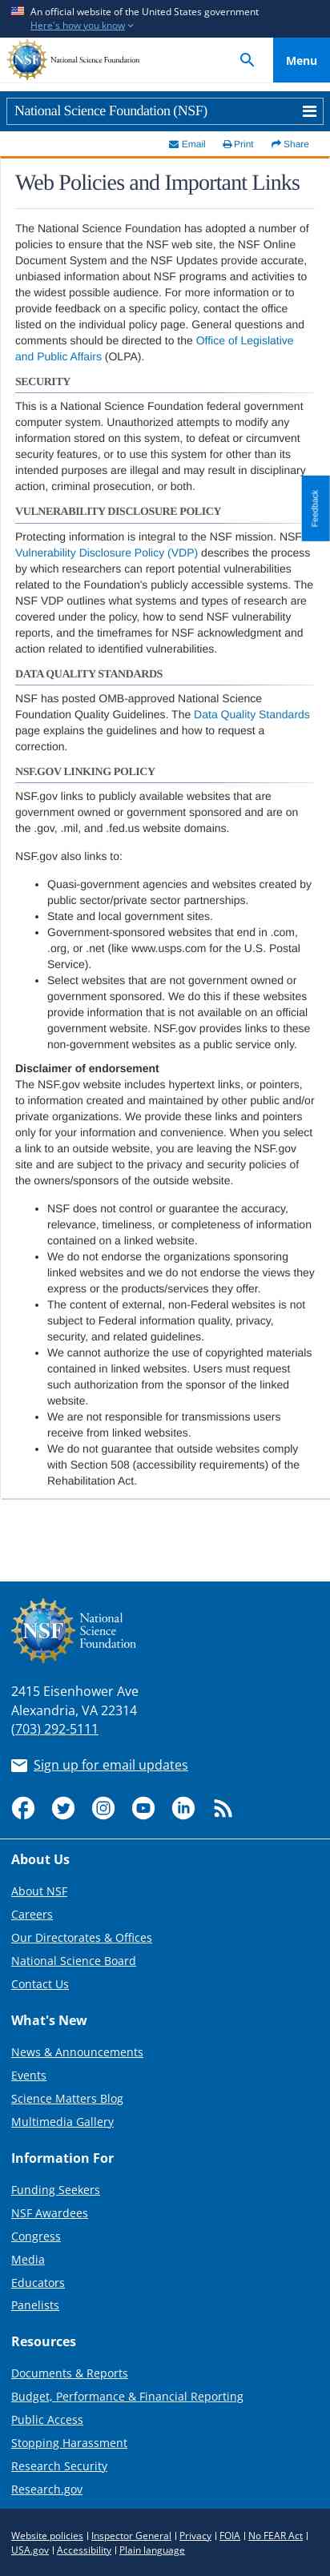 An official website of the United States government
Here's how you know
National Science Foundation
Menu
National Science Foundation (NSF)
Email
Print
Share
Web Policies and Important Links
The National Science Foundation has adopted a number of
policies to ensure that the NSF web site, the NSF Online
Document System and the NSF Updates provide accurate,
unbiased information about NSF programs and activities to
the widest possible audience. For more information or to
provide feedback on a specific policy, contact the office
listed on the individual policy page. General questions and
comments should be directed to the Office of Legislative
and Public Affairs (OLPA).
SECURITY
This is a National Science Foundation federal government
computer system. Unauthorized attempts to modify any
information stored on this system, to defeat or circumvent
security features, or to use this system for other than its
intended purposes are illegal and may result in disciplinary
action, criminal prosecution, or both.
Feedback
VULNERABILITY DISCLOSURE POLICY
Protecting information is integral to the NSF mission. NSF
Vulnerability Disclosure Policy (VDP) describes the process
by which researchers can report potential vulnerabilities
related to the Foundation's publicly accessible systems. The
NSF VDP outlines what systems and types of research are
covered under the policy, how to send NSF vulnerability
reports, and the timeframes for NSF acknowledgment and
action related to identified vulnerabilities.
DATA QUALITY STANDARDS
NSF has posted OMB-approved National Science
Foundation Quality Guidelines. The Data Quality Standards
page explains the guidelines and how to request a
correction.
NSF.GOV LINKING POLICY
NSF.gov links to publicly available websites that are
government owned or government sponsored and are on
the .gov, .mil, and .fed.us website domains.
NSF.gov also links to:
• Quasi-government agencies and websites created by
public sector/private sector partnerships.
• State and local government sites.
• Government-sponsored websites that end in .com,
.org, or .net (like www.usps.com for the U.S. Postal
Service).
• Select websites that are not government owned or
government sponsored. We do this if these websites
provide information that is not available on an official
government website. NSF.gov provides links to these
non-government websites as a public service only.
Disclaimer of endorsement
The NSF.gov website includes hypertext links, or pointers,
to information created and maintained by other public and/or
private organizations. We provide these links and pointers
only for your information and convenience. When you select
a link to an outside website, you are leaving the NSF.gov
site and are subject to the privacy and security policies of
the owners/sponsors of the outside website.
• NSF does not control or guarantee the accuracy,
relevance, timeliness, or completeness of information
contained on a linked website.
• We do not endorse the organizations sponsoring
linked websites and we do not endorse the views they
express or the products/services they offer.
• The content of external, non-Federal websites is not
subject to Federal information quality, privacy,
security, and related guidelines.
• We cannot authorize the use of copyrighted materials
contained in linked websites. Users must request
such authorization from the sponsor of the linked
website.
• We are not responsible for transmissions users
receive from linked websites.
• We do not guarantee that outside websites comply
with Section 508 (accessibility requirements) of the
Rehabilitation Act.
NSF
National
Science
Foundation
2415 Eisenhower Ave
Alexandria, VA 22314
(703) 292-5111
Sign up for email updates
About Us
About NSF
Careers
Our Directorates & Offices
National Science Board
Contact Us
What's New
News & Announcements
Events
Science Matters Blog
Multimedia Gallery
Information For
Funding Seekers
NSF Awardees
Congress
Media
Educators
Panelists
Resources
Documents & Reports
Budget, Performance & Financial Reporting
Public Access
Stopping Harassment
Research Security
Research.gov
Website policies | Inspector General | Privacy | FOIA | No FEAR Act |
USA.gov | Accessibility | Plain language